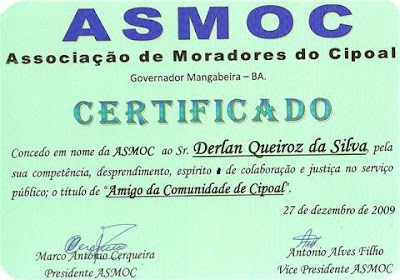 ASMOC
Associação de Moradores do Cipoal
Governador Mangabeira – BA.
CERTIFICADO
Concedo em nome da ASMOC ao Sr. Derlan Queiroz da Silva, pela
sua competência, desprendimento, espírito e de colaboração e justiça no serviço
público; o título de "Amigo da Comunidade de Cipoal".
27 de dezembro de 2009
Marco Antônio Cerqueira
Presidente ASMOC
Antonio Alves Filho
Vice Presidente ASMOC